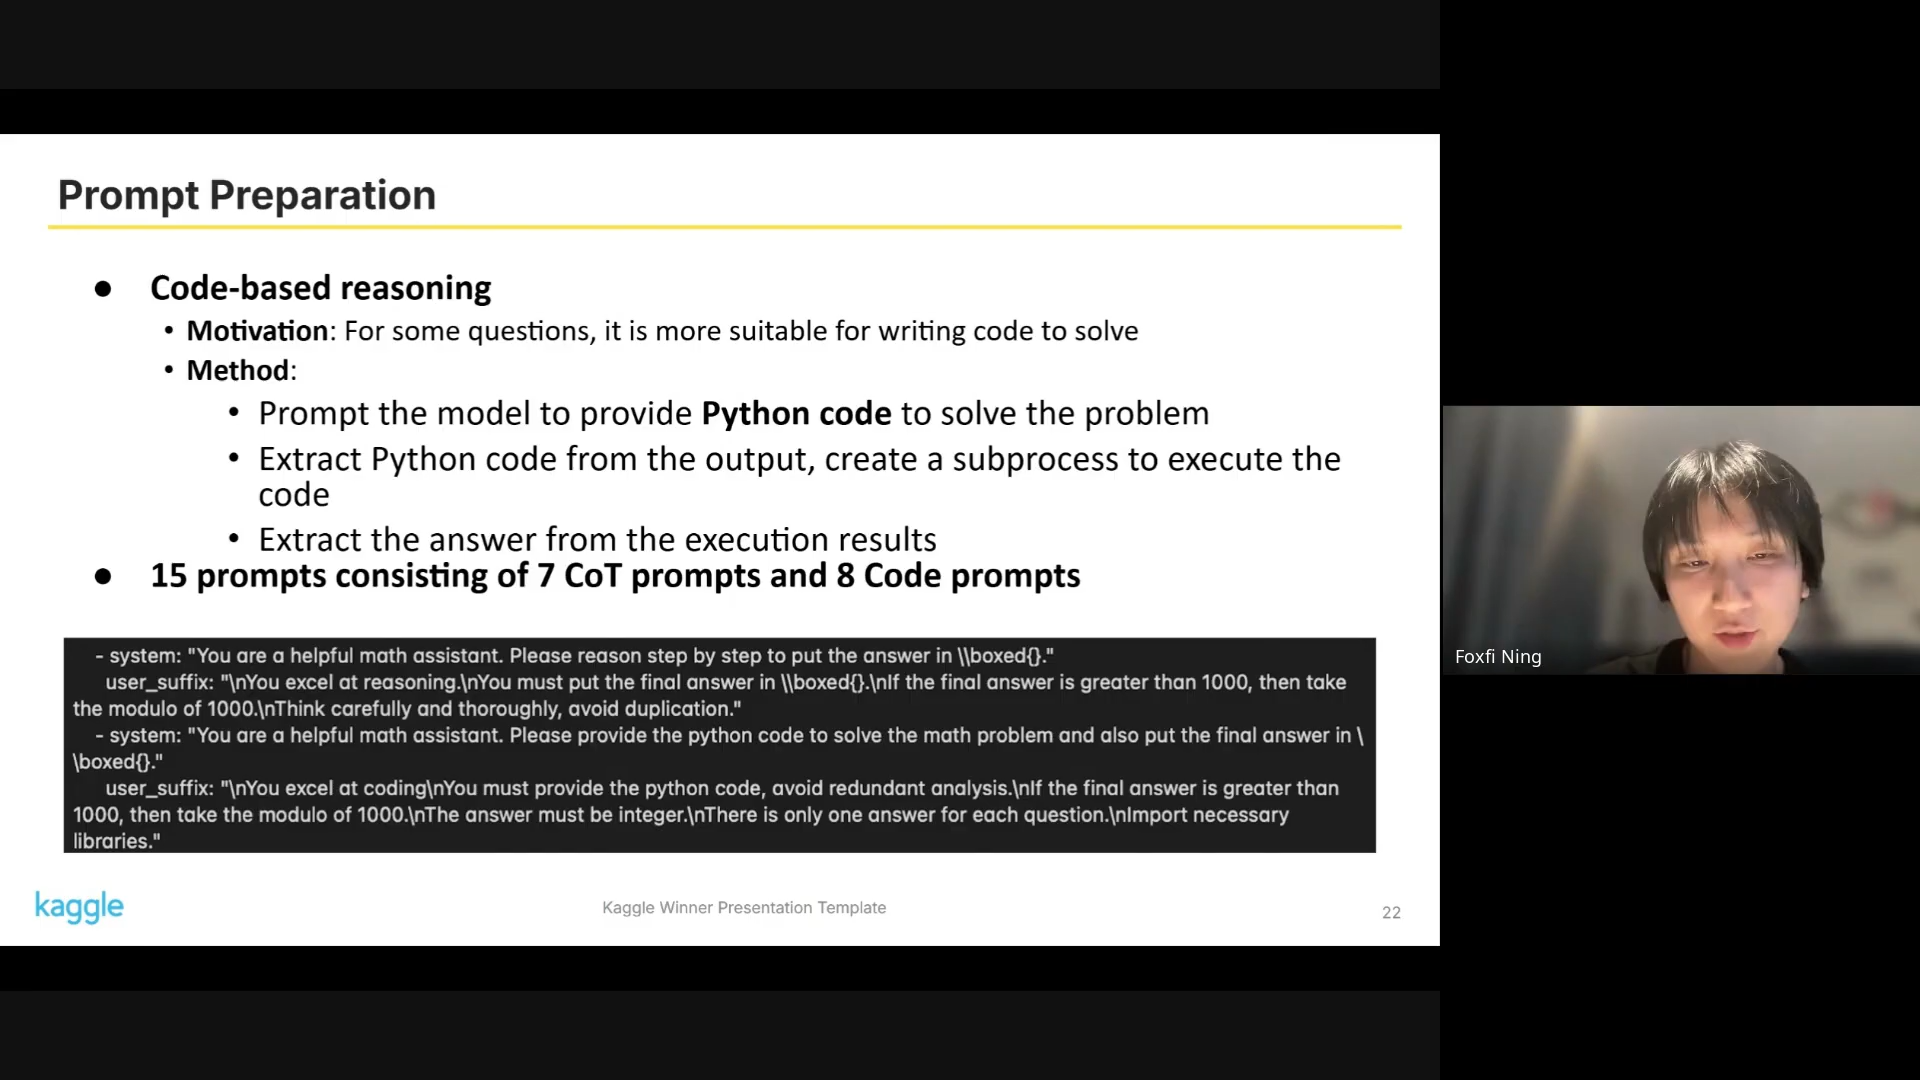 Prompt Preparation
● Code-based reasoning
• Motivation: For some questions, it is more suitable for writing code to solve
• Method:
• Prompt the model to provide Python code to solve the problem
• Extract Python code from the output, create a subprocess to execute the
code
• Extract the answer from the execution results
● 15 prompts consisting of 7 CoT prompts and 8 Code prompts
- system: "You are a helpful math assistant. Please reason step by step to put the answer in \\boxed{}."
user_suffix: "\nYou excel at reasoning.\nYou must put the final answer in \\boxed{}.\nIf the final answer is greater than 1000, then take
the modulo of 1000.\nThink carefully and thoroughly, avoid duplication."
- system: "You are a helpful math assistant. Please provide the python code to solve the math problem and also put the final answer in \
\boxed{}."
user_suffix: "\nYou excel at coding\nYou must provide the python code, avoid redundant analysis.\nIf the final answer is greater than
1000, then take the modulo of 1000.\nThe answer must be integer.\nThere is only one answer for each question.\nImport necessary
libraries."
kaggle
Kaggle Winner Presentation Template
22
Foxfi Ning